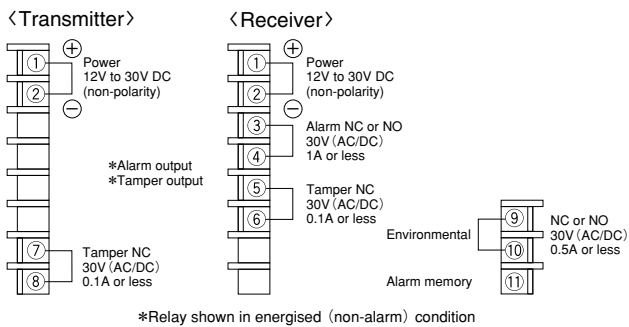 〈Transmitter〉
⊕
① Power
12V to 30V DC
② (non-polarity)
⊖
*Alarm output
*Tamper output
⑦ Tamper NC
30V (AC/DC)
⑧ 0.1A or less
〈Receiver〉
⊕
① Power
12V to 30V DC
② (non-polarity)
⊖
③ Alarm NC or NO
30V (AC/DC)
④ 1A or less
⑤ Tamper NC
30V (AC/DC)
⑥ 0.1A or less
Environmental
⑨ NC or NO
30V (AC/DC)
⑩ 0.5A or less
Alarm memory ⑪
*Relay shown in energised (non-alarm) condition